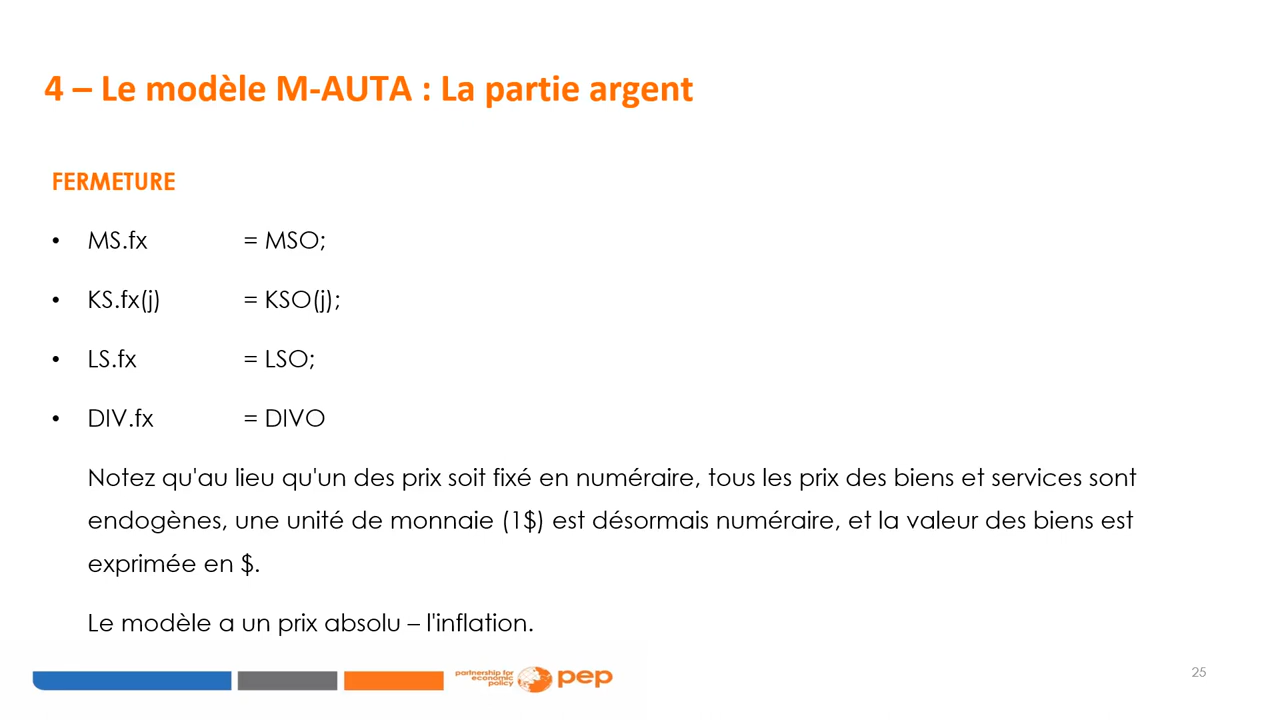 4 – Le modèle M-AUTA : La partie argent
FERMETURE
• MS.fx = MSO;
• KS.fx(j) = KSO(j);
• LS.fx = LSO;
• DIV.fx = DIVO
Notez qu'au lieu qu'un des prix soit fixé en numéraire, tous les prix des biens et services sont
endogènes, une unité de monnaie (1$) est désormais numéraire, et la valeur des biens est
exprimée en $.
Le modèle a un prix absolu – l'inflation.
partnership for
economic
policy
pep
25